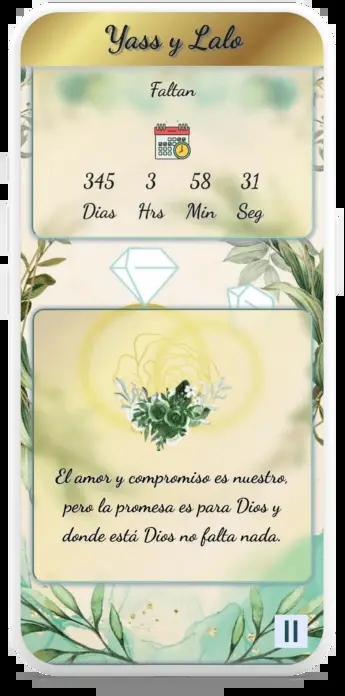 Yass y Lalo
Faltan
345 3 58 31
Dias Hrs Min Seg
El amor y compromiso es nuestro,
pero la promesa es para Dios y
donde está Dios no falta nada.